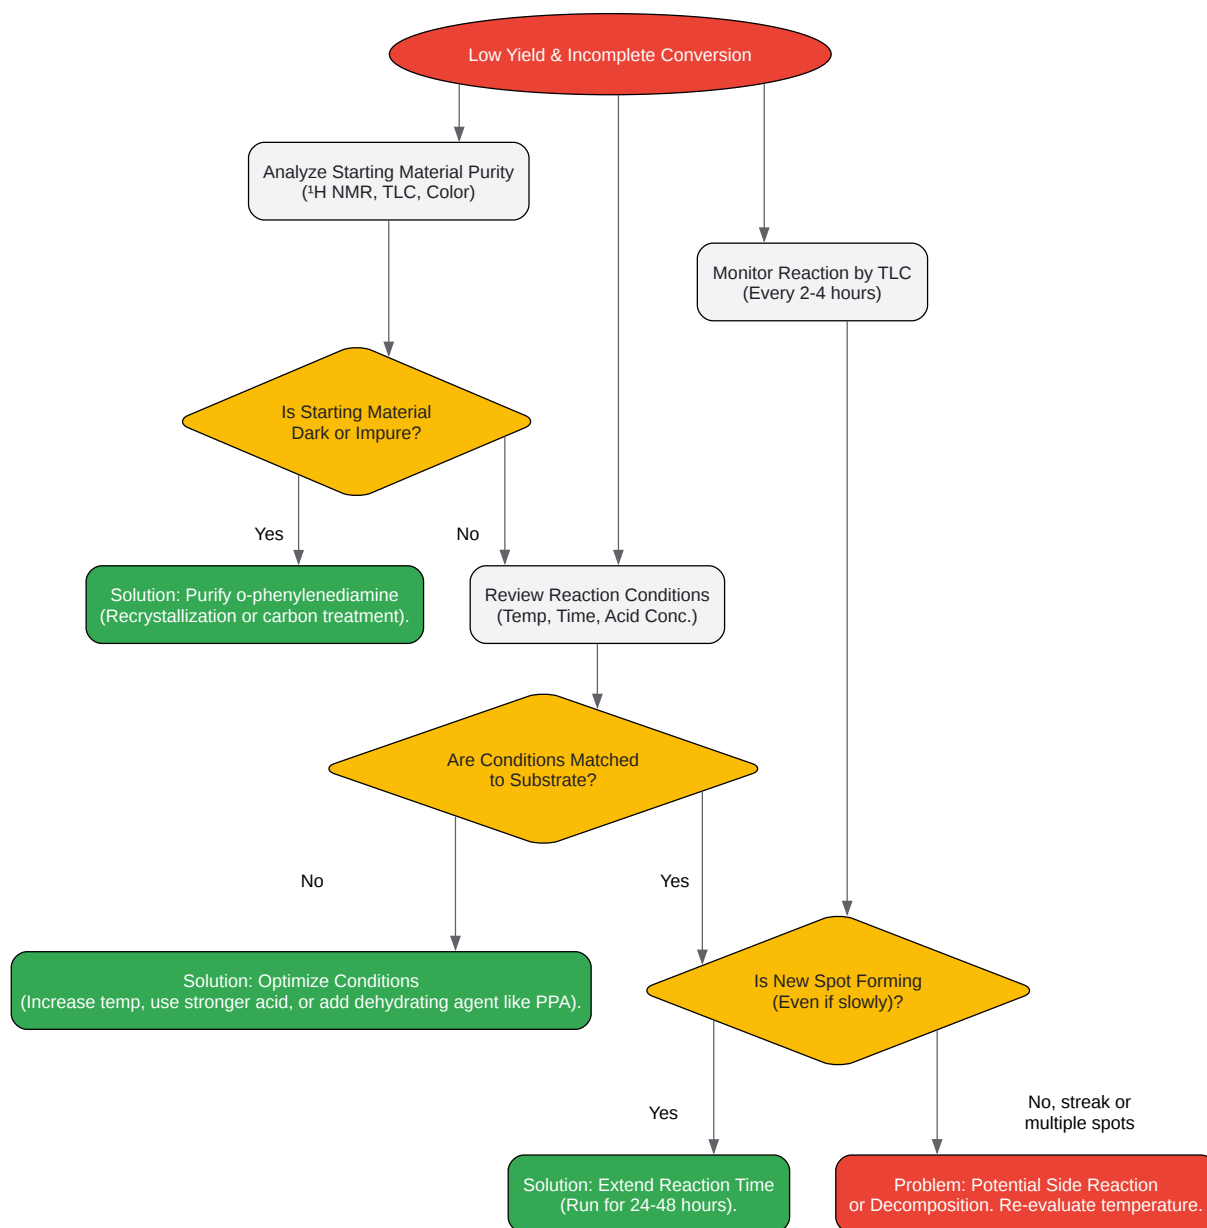 Low Yield & Incomplete Conversion
Analyze Starting Material Purity
(¹H NMR, TLC, Color)
Monitor Reaction by TLC
(Every 2-4 hours)
Is Starting Material
Dark or Impure?
Yes
No
Solution: Purify o-phenylenediamine
(Recrystallization or carbon treatment).
Review Reaction Conditions
(Temp, Time, Acid Conc.)
Are Conditions Matched
to Substrate?
No
Yes
Solution: Optimize Conditions
(Increase temp, use stronger acid, or add dehydrating agent like PPA).
Is New Spot Forming
(Even if slowly)?
Yes
No, streak or
multiple spots
Solution: Extend Reaction Time
(Run for 24-48 hours).
Problem: Potential Side Reaction
or Decomposition. Re-evaluate temperature.